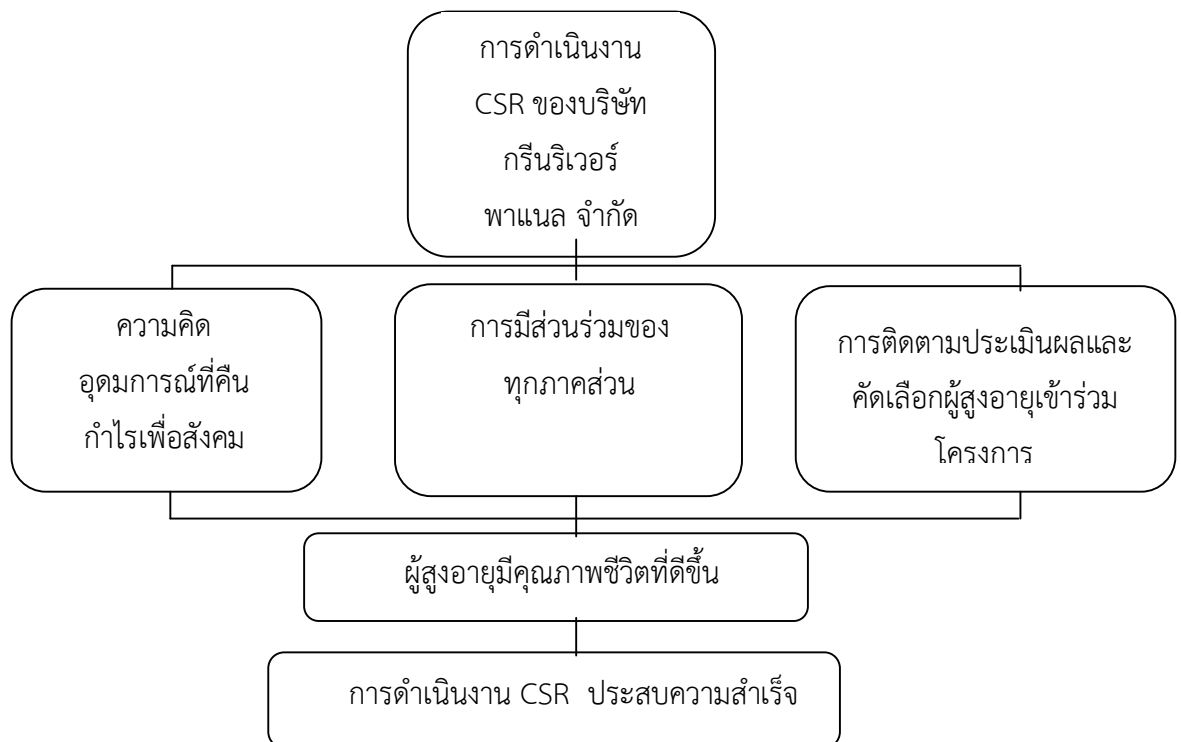 การดำเนินงาน
CSR ของบริษัท
กรีนริเวอร์
พาแนล จำกัด
ความคิด
อุดมการณ์ที่คืน
กำไรเพื่อสังคม
การมีส่วนร่วมของ
ทุกภาคส่วน
การติดตามประเมินผลและ
คัดเลือกผู้สูงอายุเข้าร่วม
โครงการ
ผู้สูงอายุมีคุณภาพชีวิตที่ดีขึ้น
การดำเนินงาน CSR ประสบความสำเร็จ